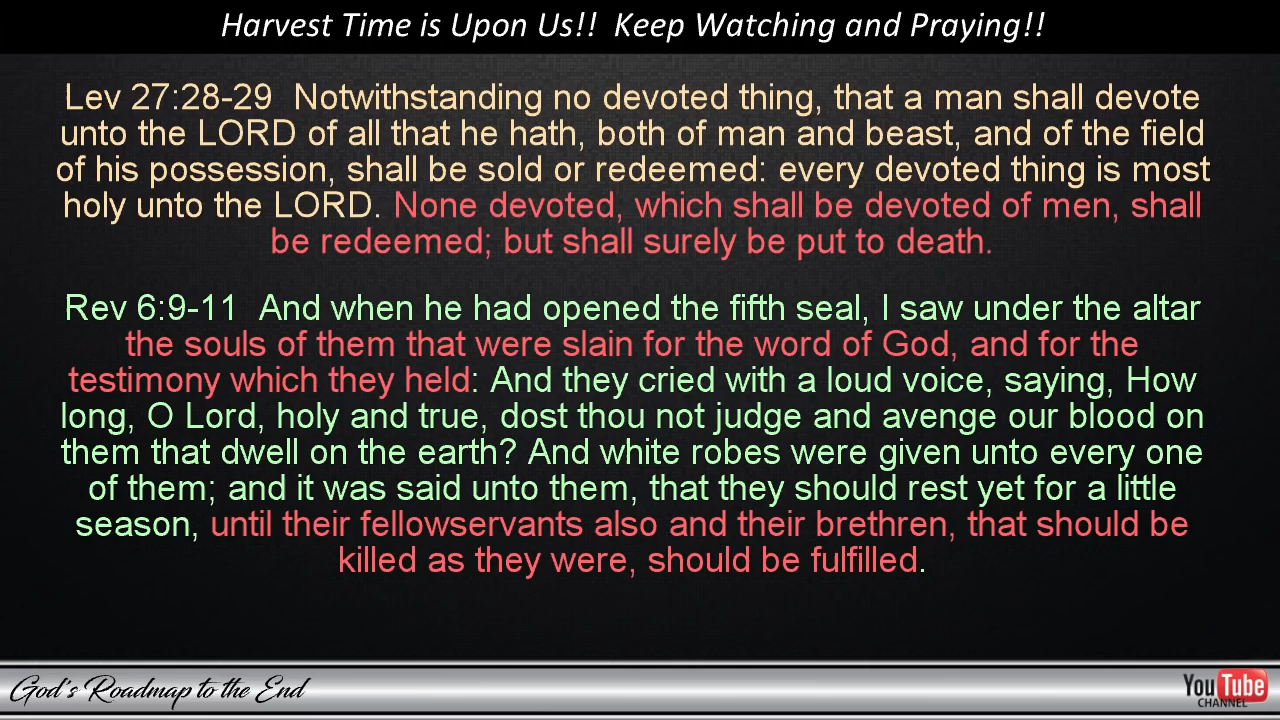 Harvest Time is Upon Us!!  Keep Watching and Praying!!
Lev 27:28-29  Notwithstanding no devoted thing, that a man shall devote
unto the LORD of all that he hath, both of man and beast, and of the field
of his possession, shall be sold or redeemed: every devoted thing is most
holy unto the LORD. None devoted, which shall be devoted of men, shall
be redeemed; but shall surely be put to death.
Rev 6:9-11  And when he had opened the fifth seal, I saw under the altar
the souls of them that were slain for the word of God, and for the
testimony which they held: And they cried with a loud voice, saying, How
long, O Lord, holy and true, dost thou not judge and avenge our blood on
them that dwell on the earth? And white robes were given unto every one
of them; and it was said unto them, that they should rest yet for a little
season, until their fellowservants also and their brethren, that should be
killed as they were, should be fulfilled.
God's Roadmap to the End
YouTube
CHANNEL